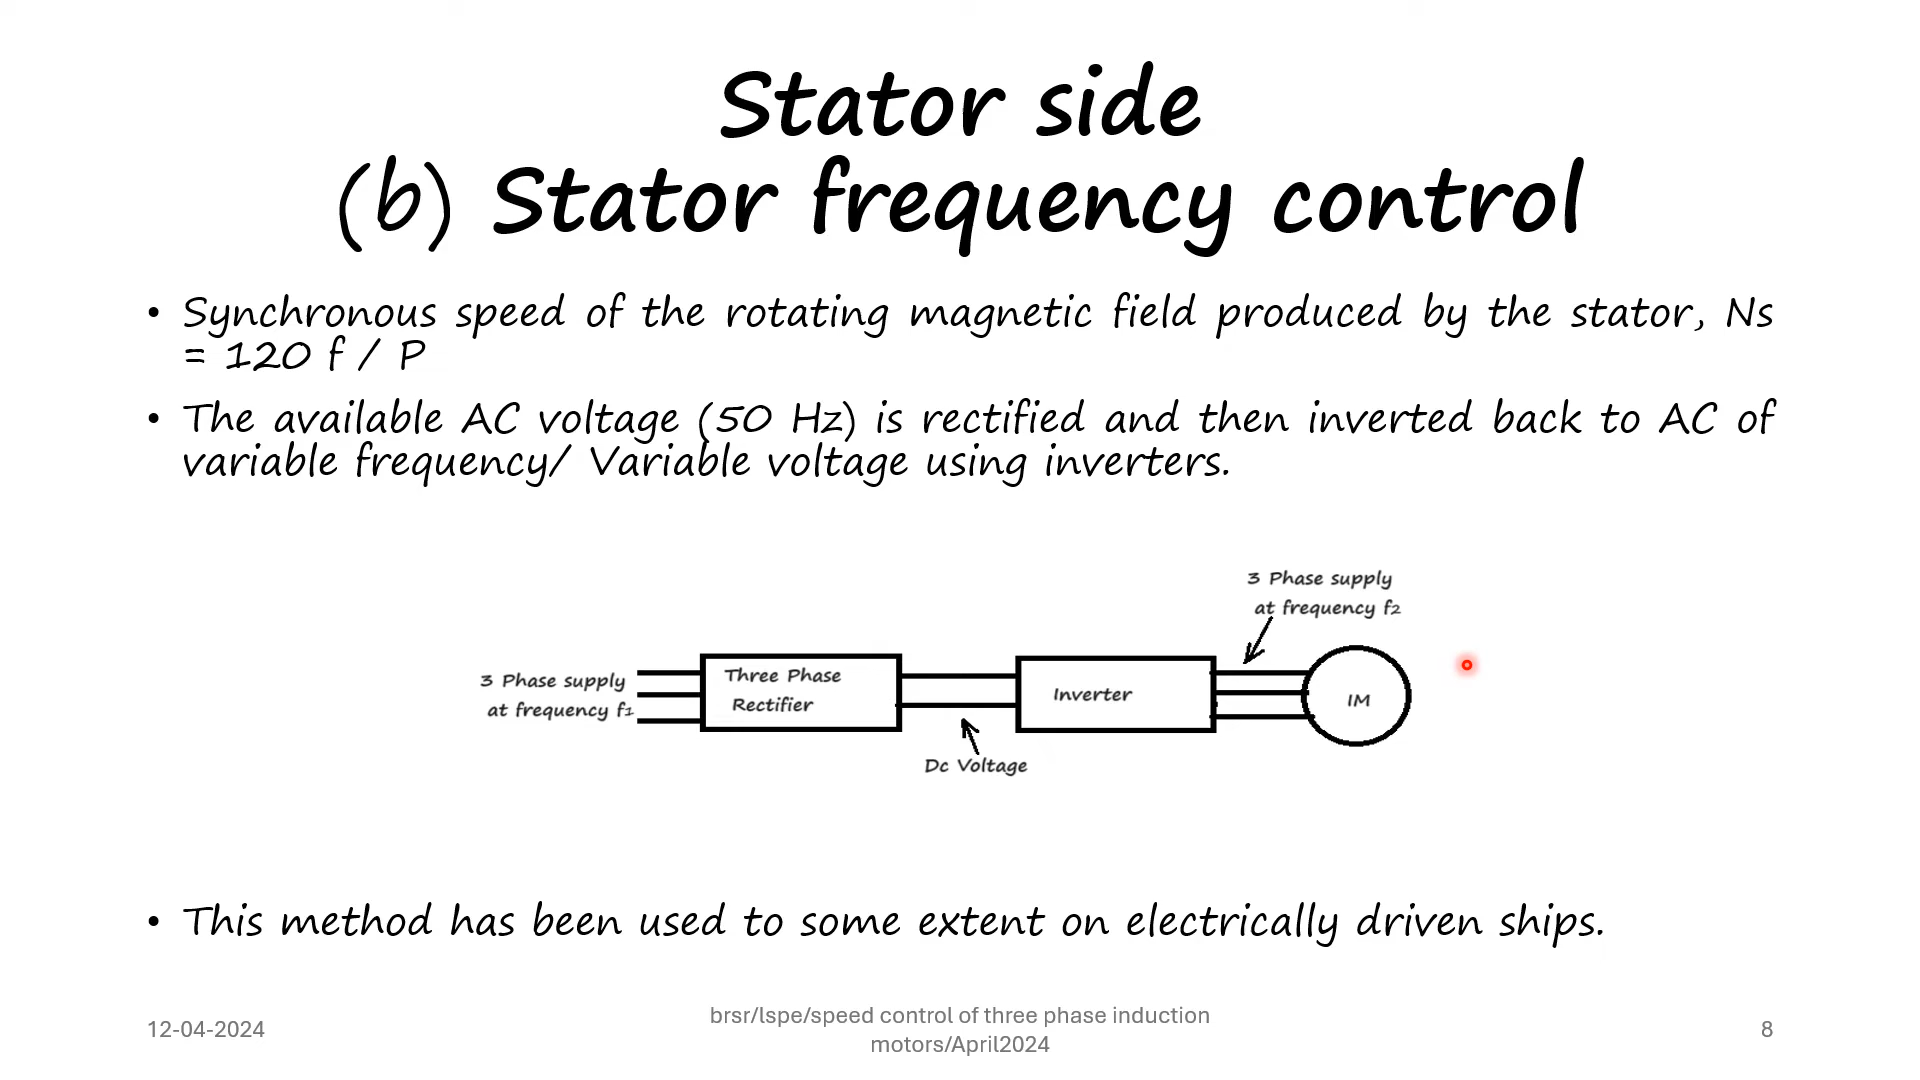 Stator side
(b) Stator frequency control
• Synchronous speed of the rotating magnetic field produced by the stator, Ns
= 120 f / P
• The available AC voltage (50 Hz) is rectified and then inverted back to AC of
variable frequency/ Variable voltage using inverters.
3 Phase supply
at frequency f2
3 Phase supply
at frequency f1
Three Phase
Rectifier
Inverter
IM
Dc Voltage
• This method has been used to some extent on electrically driven ships.
12-04-2024
brsr/lspe/speed control of three phase induction
motors/April2024
8